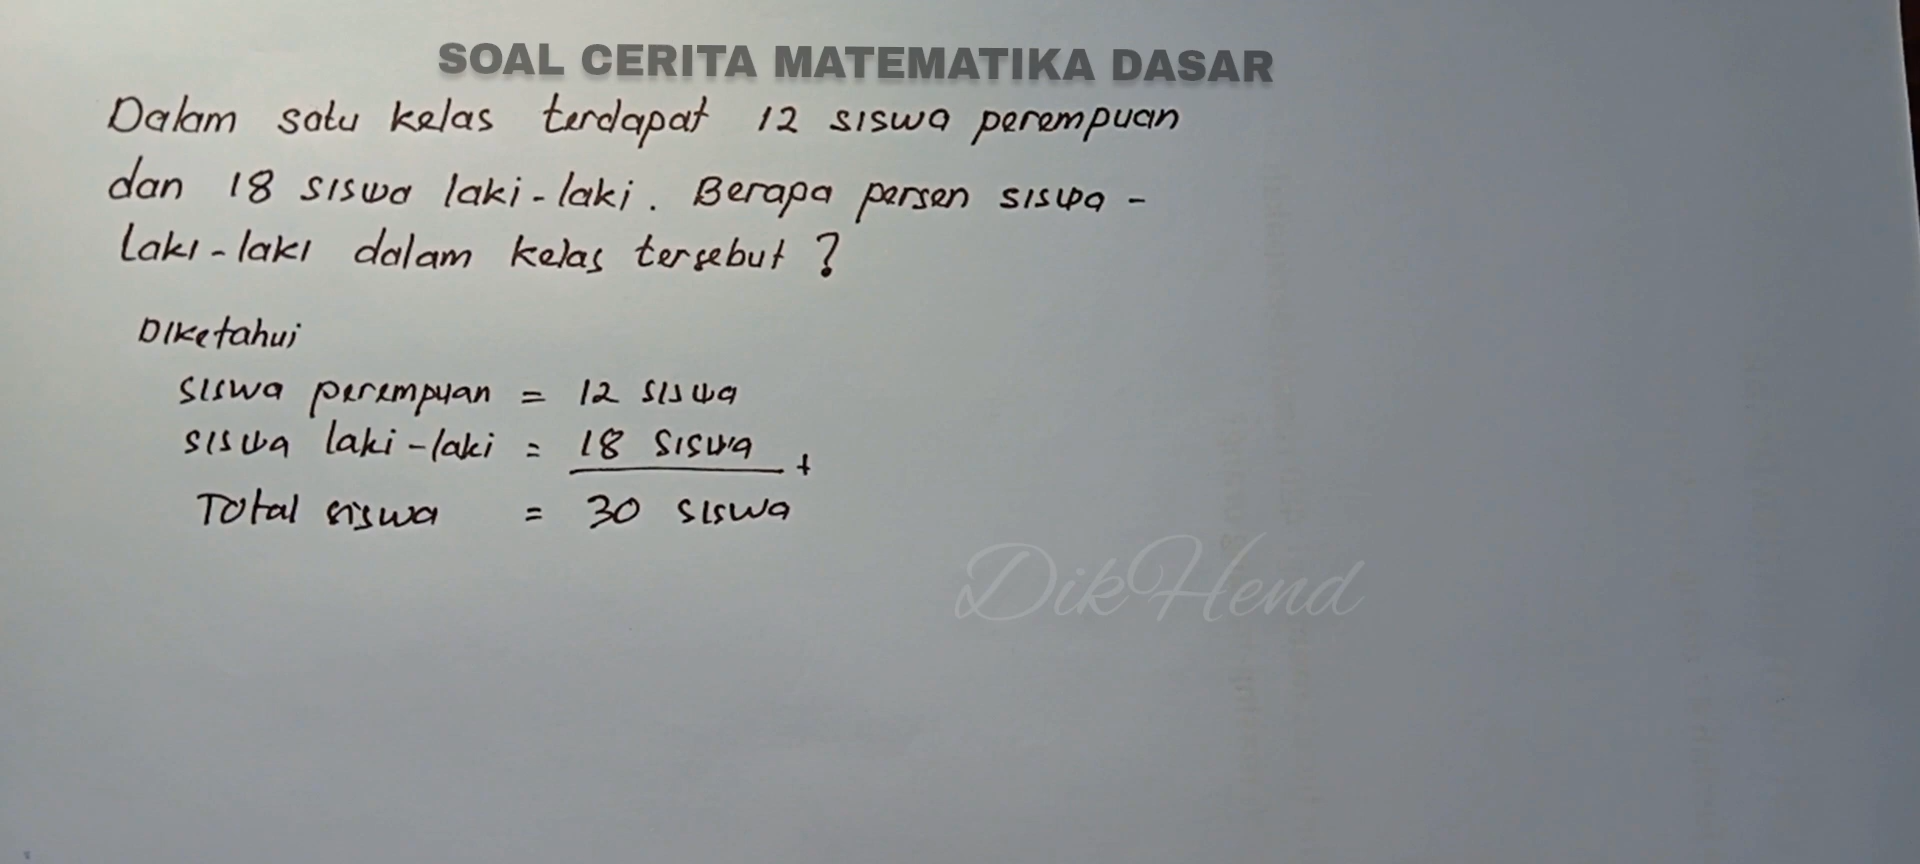 SOAL CERITA MATEMATIKA DASAR
Dalam satu kelas terdapat 12 siswa perempuan
dan 18 siswa laki-laki. Berapa persen siswa -
laki-laki dalam kelas tersebut ?
Diketahui
siswa perempuan = 12 siswa
siswa laki-laki = 18 siswa +
Total siswa = 30 siswa
DikHend